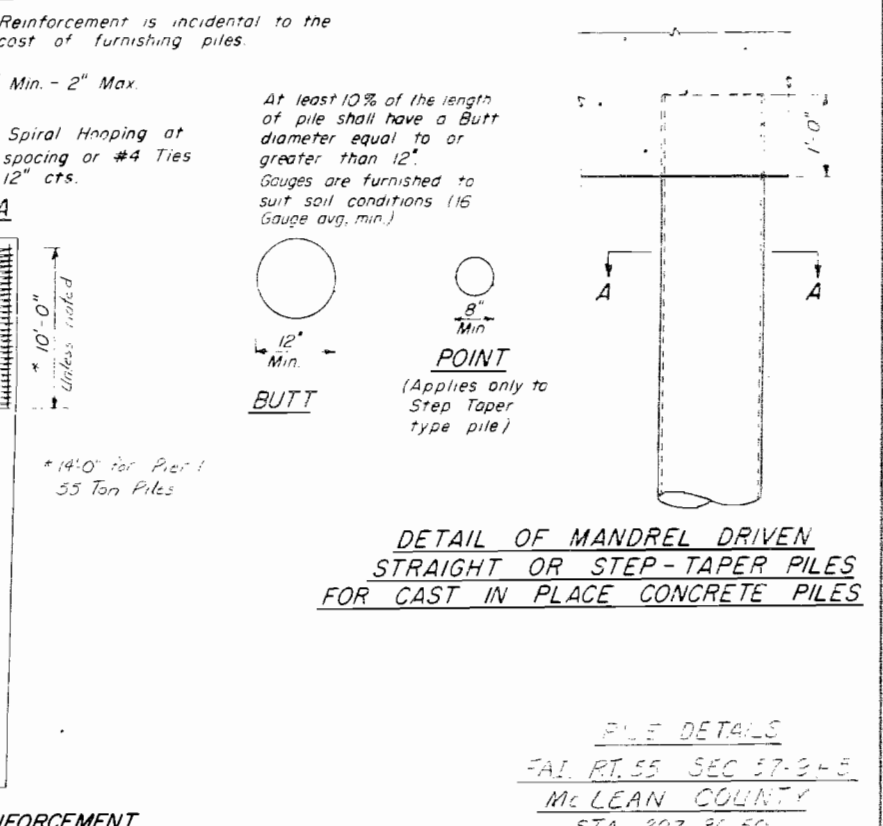 Reinforcement is incidental to the
cost of furnishing piles.
Min. - 2" Max.
Spiral Hooping at
spacing or #4 Ties
12" cts.
A
* 10'-0"
Unless noted
* 14'-0" for Pier 1
55 Ton Piles
At least 10% of the length
of pile shall have a Butt
diameter equal to or
greater than 12".
Gauges are furnished to
suit soil conditions (16
Gauge avg. min.)
12"
Min.
BUTT
8"
Min
POINT
(Applies only to
Step Taper
type pile)
1'-0"
A
A
DETAIL OF MANDREL DRIVEN
STRAIGHT OR STEP-TAPER PILES
FOR CAST IN PLACE CONCRETE PILES
PILE DETAILS
F.A.I. RT. 55 SEC 57-
McLEAN COUNTY
STA.